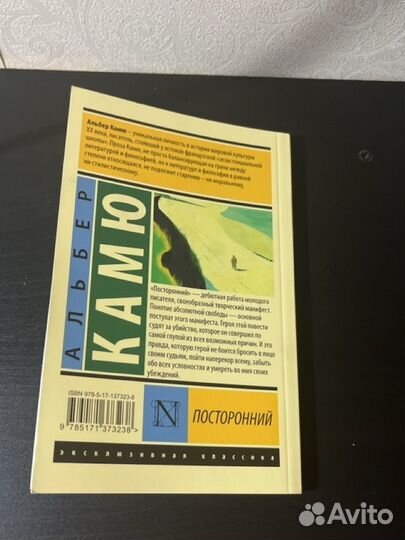 Альбер Камю – уникальная личность в истории мировой культуры
XX века, писатель, стоявший у истоков французской «экзистенциальной
школы». Проза Камю, не просто балансирующая на грани между
литературой и философией, но к литературе и философии в равной
степени относящаяся, не подлежит старению – ни моральному,
ни стилистическому.
АЛЬБЕР
КАМЮ
«Посторонний» — дебютная работа молодого
писателя, своеобразный творческий манифест.
Понятие абсолютной свободы — основной
постулат этого манифеста. Героя этой повести
судят за убийство, которое он совершил по
самой глупой из всех возможных причин. И это
правда, которую герой не боится бросить в лицо
своим судьям, пойти наперекор всему, забыть
обо всех условностях и умереть во имя своих
убеждений.
ISBN 978-5-17-137323-8
9 785171 373238 >
N
ПОСТОРОННИЙ
эксклюзивная классика
Avito